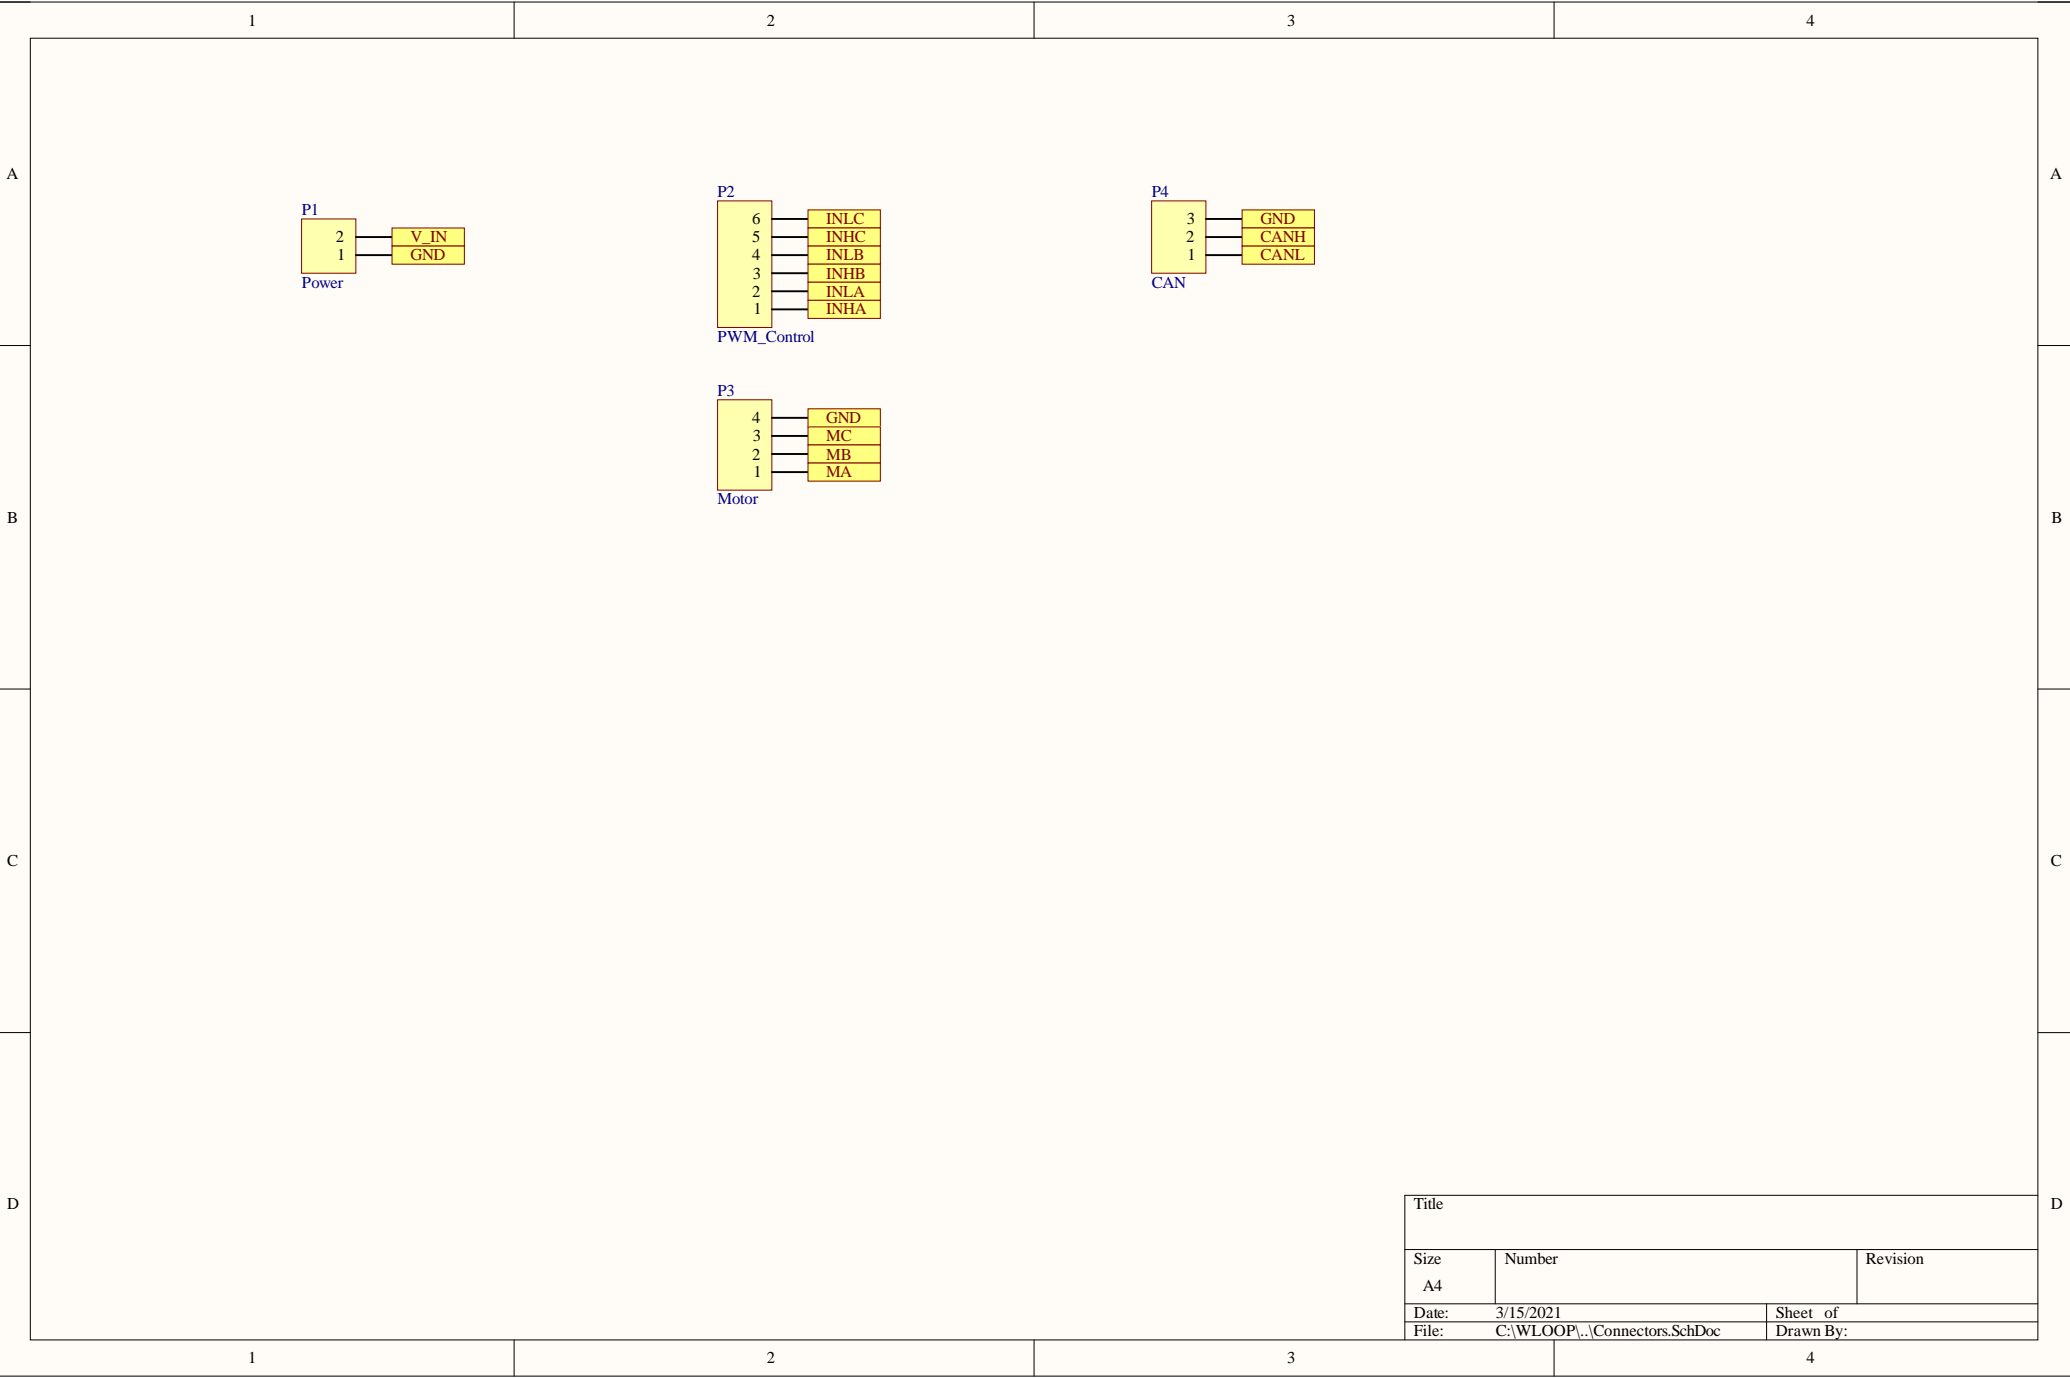 1 2 3 4
A A
P1
2 V_IN
1 GND
Power
P2
6 INLC
5 INHC
4 INLB
3 INHB
2 INLA
1 INHA
PWM_Control
P4
3 GND
2 CANH
1 CANL
CAN
P3
4 GND
3 MC
2 MB
1 MA
Motor
B B
C C
D D
Title
Size Number Revision
A4
Date: 3/15/2021 Sheet of
File: C:\WLOOP\..\Connectors.SchDoc Drawn By:
1 2 3 4